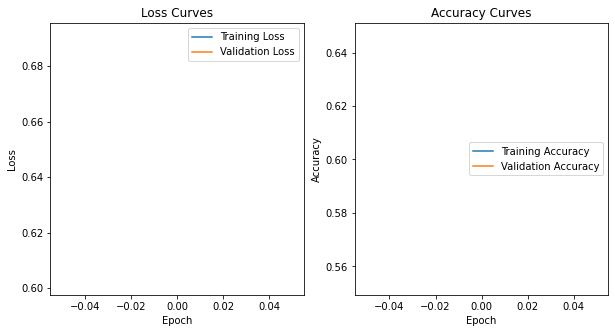 Loss Curves
Training Loss
Validation Loss
0.68
0.66
0.64
0.62
0.60
Loss
−0.04 −0.02 0.00 0.02 0.04
Epoch
Accuracy Curves
0.64
0.62
0.60
0.58
0.56
Accuracy
Training Accuracy
Validation Accuracy
−0.04 −0.02 0.00 0.02 0.04
Epoch